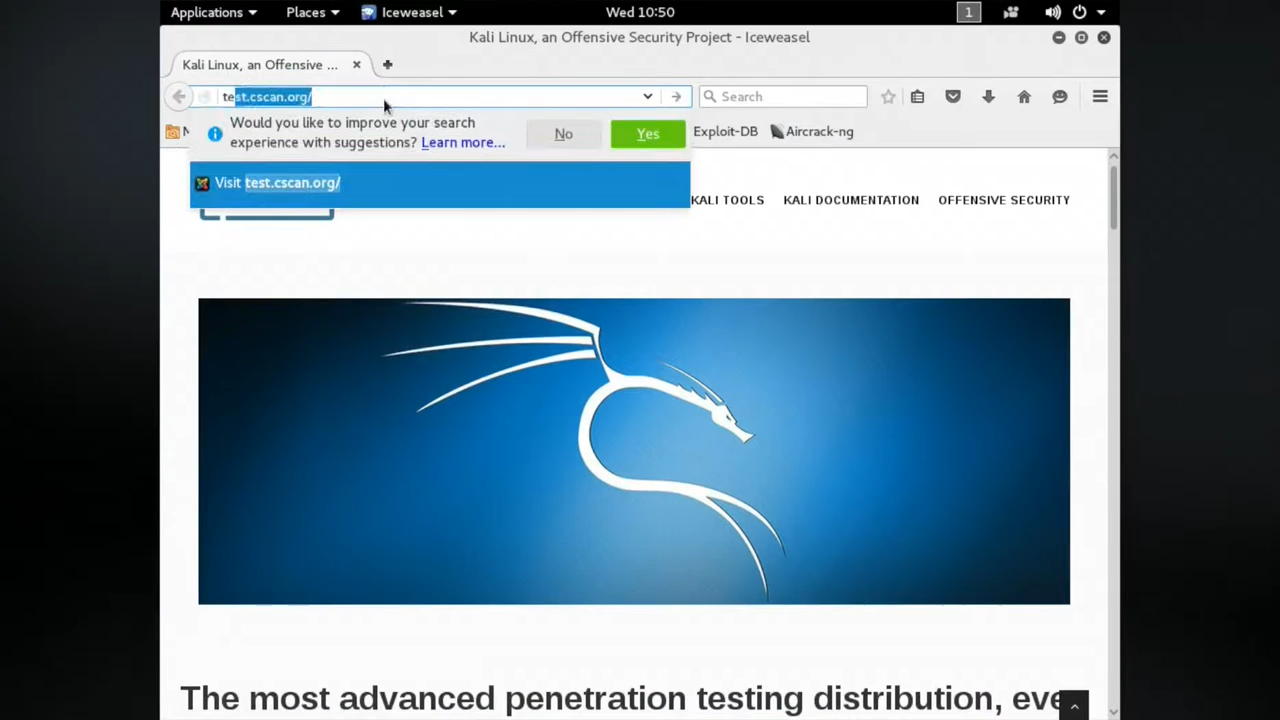 Applications Places Iceweasel Wed 10:50 1
Kali Linux, an Offensive Security Project - Iceweasel
Kali Linux, an Offensive ...
test.cscan.org/ Search
Would you like to improve your search
experience with suggestions? Learn more... No Yes Exploit-DB Aircrack-ng
Visit test.cscan.org/
KALI TOOLS KALI DOCUMENTATION OFFENSIVE SECURITY
The most advanced penetration testing distribution, eve